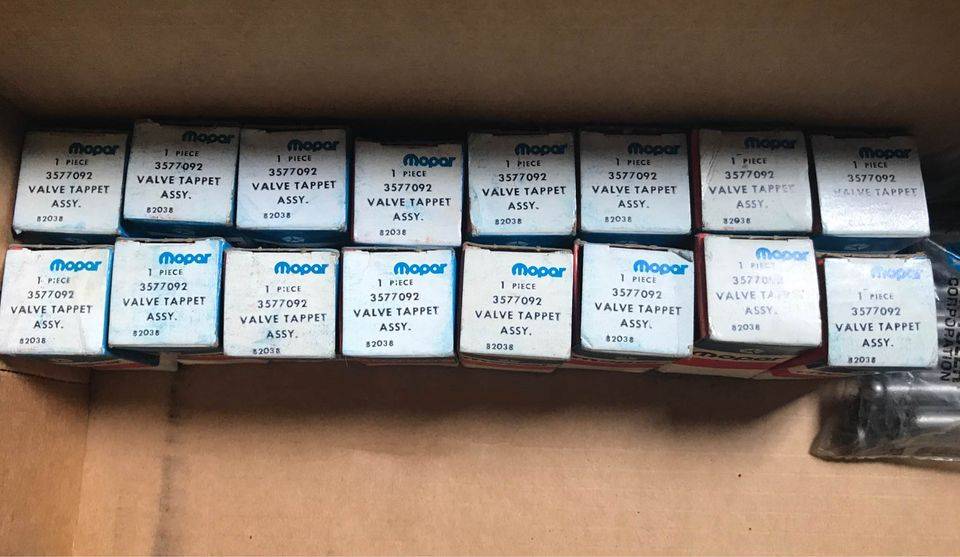 Mopar
1 PIECE
3577092
VALVE TAPPET
ASSY.
82038
Mopar
1 PIECE
3577092
VALVE TAPPET
ASSY.
82038
Mopar
1 PIECE
3577092
VALVE TAPPET
ASSY.
82038
Mopar
1 PIECE
3577092
VALVE TAPPET
ASSY.
82038
Mopar
1 PIECE
3577092
VALVE TAPPET
ASSY.
82038
Mopar
1 PIECE
3577092
VALVE TAPPET
ASSY.
82038
Mopar
1 PIECE
3577092
VALVE TAPPET
ASSY.
82038
Mopar
1 PIECE
3577092
VALVE TAPPET
ASSY.
Mopar
1 PIECE
3577092
VALVE TAPPET
ASSY.
82038
Mopar
1 PIECE
3577092
VALVE TAPPET
ASSY.
82038
Mopar
1 PIECE
3577092
VALVE TAPPET
ASSY.
82038
Mopar
1 PIECE
3577092
VALVE TAPPET
ASSY.
82038
Mopar
1 PIECE
3577092
VALVE TAPPET
ASSY.
82038
Mopar
1 PIECE
3577092
VALVE TAPPET
ASSY.
82038
Mopar
1 PIECE
3577092
VALVE TAPPET
ASSY.
82038
Mopar
Mopar
1 PIECE
3577092
VALVE TAPPET
ASSY.
82038
CORPORATION